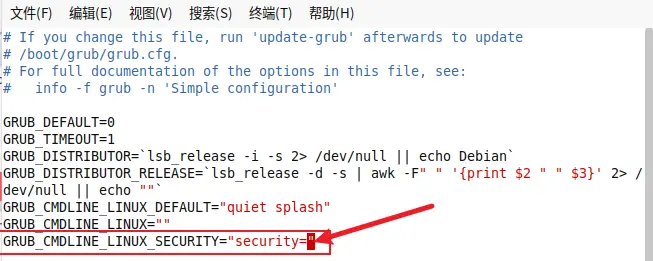 文件(F) 编辑(E) 视图(V) 搜索(S) 终端(T) 帮助(H)
# If you change this file, run 'update-grub' afterwards to update
# /boot/grub/grub.cfg.
# For full documentation of the options in this file, see:
#   info -f grub -n 'Simple configuration'

GRUB_DEFAULT=0
GRUB_TIMEOUT=1
GRUB_DISTRIBUTOR=`lsb_release -i -s 2> /dev/null || echo Debian`
GRUB_DISTRIBUTOR_RELEASE=`lsb_release -d -s | awk -F" " '{print $2 " " $3}' 2> /
dev/null || echo ""`
GRUB_CMDLINE_LINUX_DEFAULT="quiet splash"
GRUB_CMDLINE_LINUX=""
GRUB_CMDLINE_LINUX_SECURITY="security="